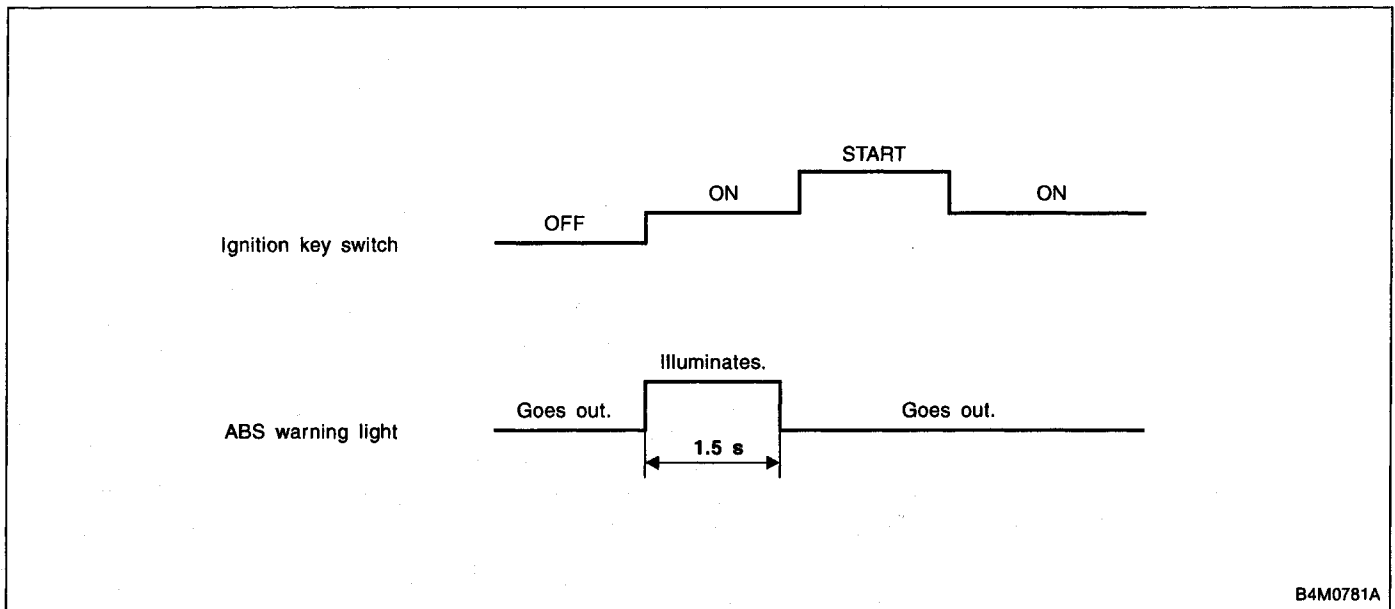 START
ON
ON
OFF
Ignition key switch
Illuminates.
Goes out.
Goes out.
ABS warning light
1.5 s
B4M0781A